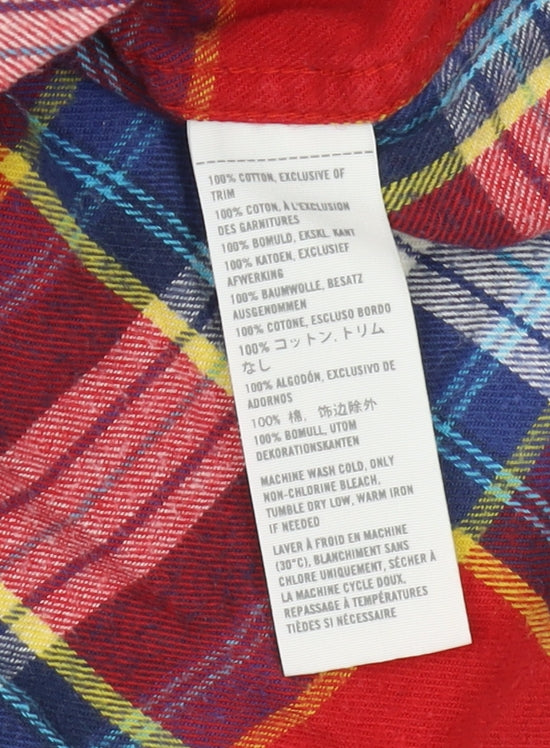 100% COTTON, EXCLUSIVE OF
TRIM
100% COTON, À L'EXCLUSION
DES GARNITURES
100% BOMULD, EKSKL. KANT
100% KATOEN, EXCLUSIEF
AFWERKING
100% BAUMWOLLE, BESATZ
AUSGENOMMEN
100% COTONE, ESCLUSO BORDO
100% コットン, トリム
なし
100% ALGODÓN, EXCLUSIVO DE
ADORNOS
100% 棉, 饰边除外
100% BOMULL, UTOM
DEKORATIONSKANTEN
MACHINE WASH COLD, ONLY
NON-CHLORINE BLEACH,
TUMBLE DRY LOW, WARM IRON
IF NEEDED
LAVER À FROID EN MACHINE
(30°C), BLANCHIMENT SANS
CHLORE UNIQUEMENT, SÉCHER À
LA MACHINE CYCLE DOUX.
REPASSAGE À TEMPÉRATURES
TIÈDES SI NÉCESSAIRE